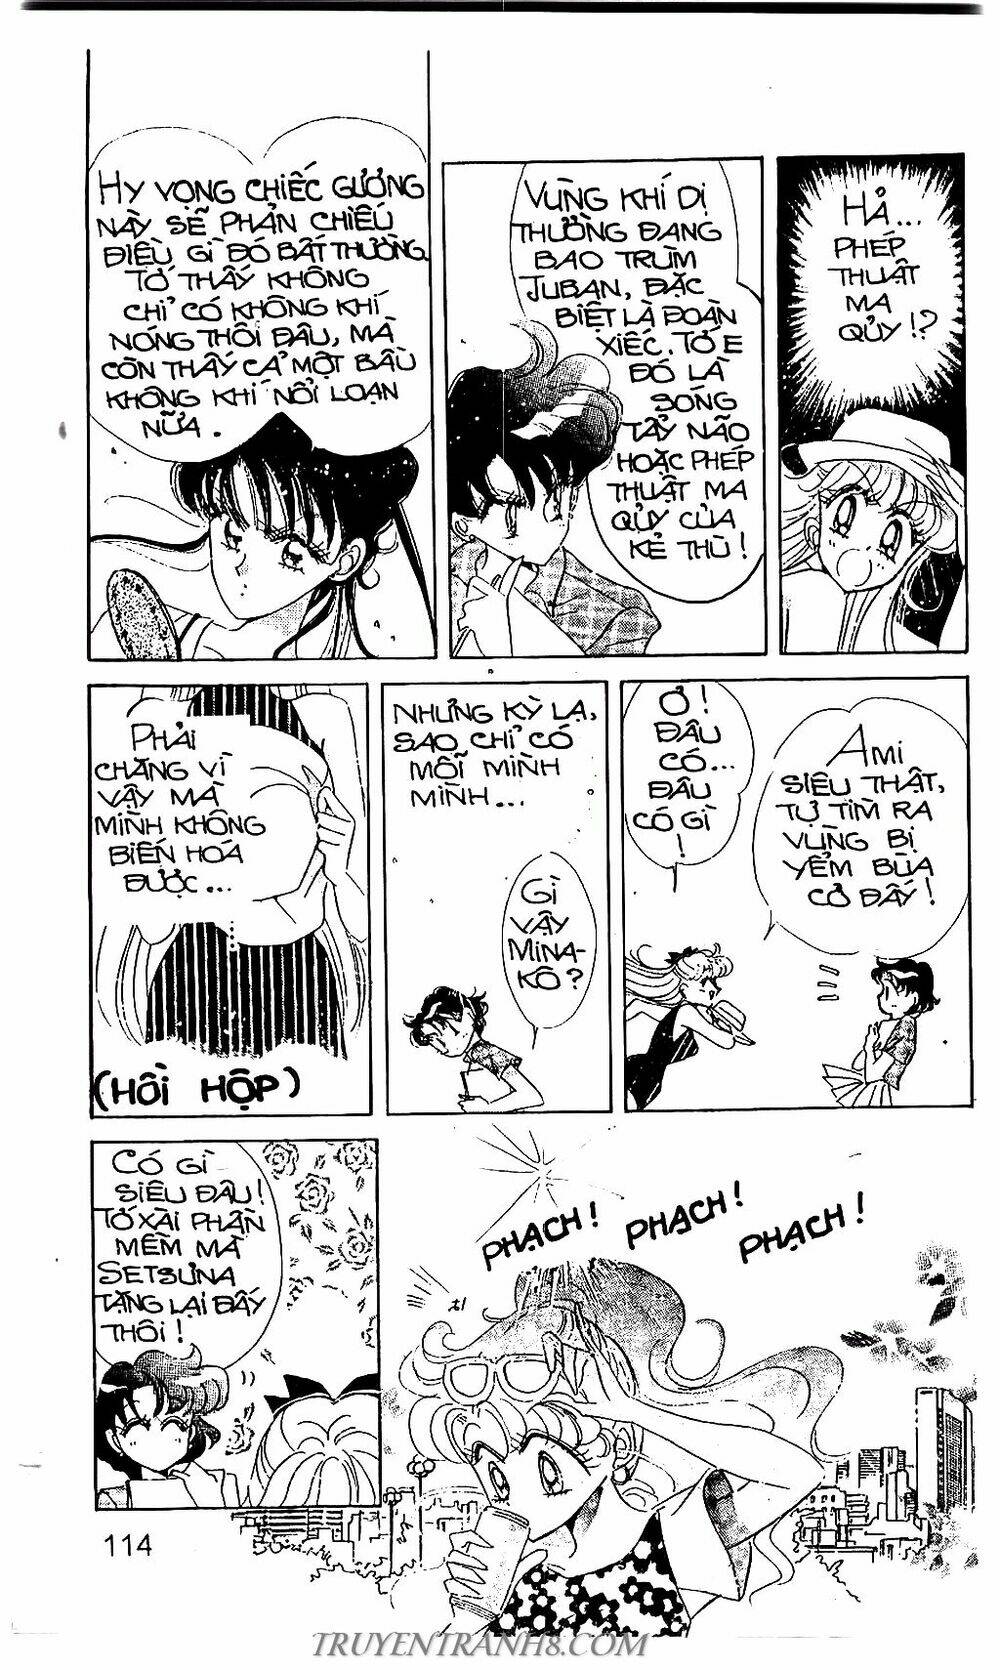 HY VỌNG CHIẾC GƯƠNG
NÀY SẼ PHẢN CHIẾU
ĐIỀU GÌ ĐÓ BẤT THƯỜNG.
TỚ THẤY KHÔNG
CHỈ CÓ KHÔNG KHÍ
NÓNG THÔI ĐÂU, MÀ
CÒN THẤY CẢ MỘT BẦU
KHÔNG KHÍ NỔI LOẠN
NỮA.
VÙNG KHÍ DỊ
THƯỜNG ĐANG
BAO TRÙM
JUBAN, ĐẶC
BIỆT LÀ ĐOÀN
XIẾC. TỚ E
ĐÓ LÀ
SÓNG
TẨY NÃO
HOẶC PHÉP
THUẬT MA
QỦY CỦA
KẺ THÙ!
HẢ...
PHÉP
THUẬT
MA
QỦY!?
PHẢI
CHĂNG VÌ
VẬY MÀ
MÌNH KHÔNG
BIẾN HOÁ
ĐƯỢC...
(HỒI HỘP)
NHƯNG KỲ LẠ,
SAO CHỈ CÓ
MỖI MÌNH
MÌNH...
GÌ
VẬY
MINA-
KÔ?
Ơ!
ĐÂU
CÓ...
ĐÂU
CÓ GÌ
!
AMI
SIÊU THẬT,
TỰ TÌM RA
VÙNG BỊ
YỂM BÙA
CƠ ĐẤY!
CÓ GÌ
SIÊU ĐÂU!
TỚ XÀI PHẦN
MỀM MÀ
SETSUNA
TẶNG LẠI ĐẤY
THÔI!
PHẠCH!
PHẠCH!
PHẠCH!
114
TRUYENTRANH8.COM